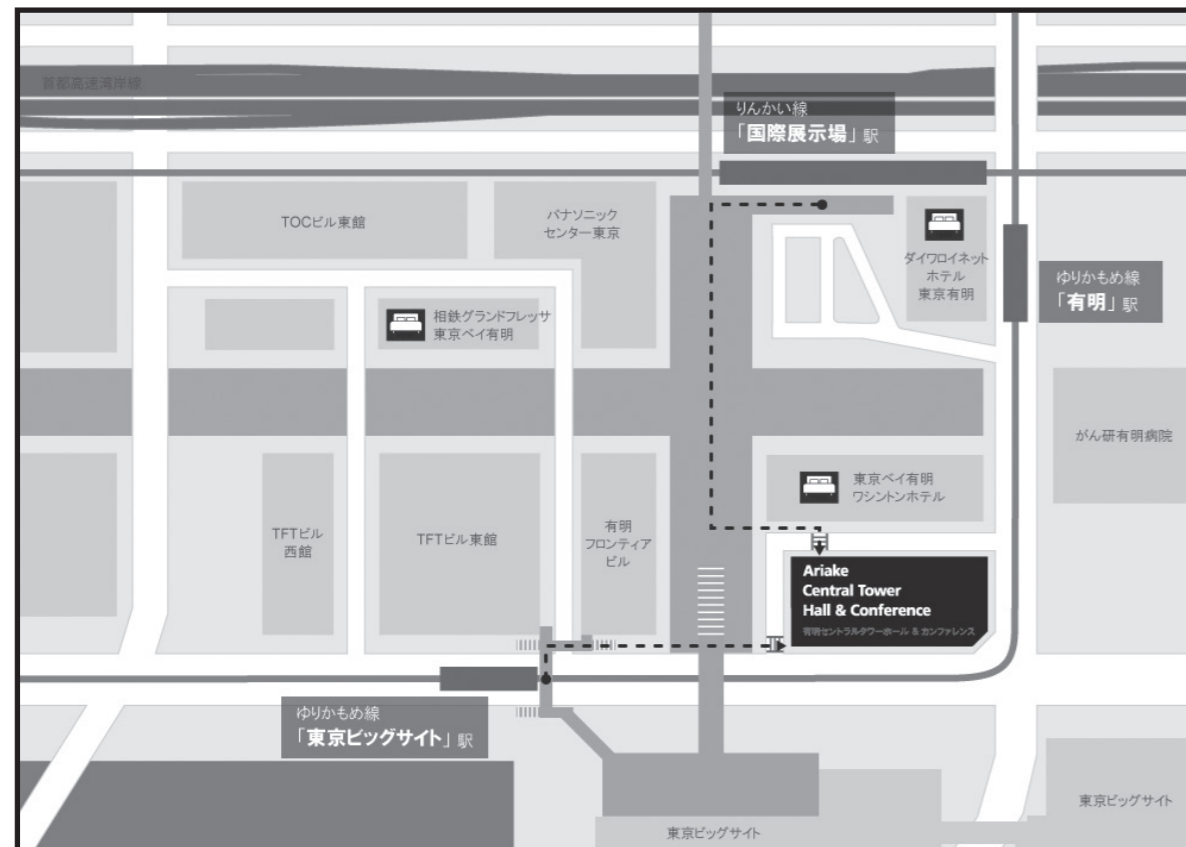 首都高速湾岸線
りんかい線
「国際展示場」駅
TOCビル東館
パナソニック
センター東京
ダイワロイネット
ホテル
東京有明
ゆりかもめ線
「有明」駅
相鉄グランドフレッサ
東京ベイ有明
がん研有明病院
東京ベイ有明
ワシントンホテル
TFTビル
西館
TFTビル東館
有明
フロンティア
ビル
Ariake
Central Tower
Hall & Conference
有明セントラルタワーホール & カンファレンス
ゆりかもめ線
「東京ビッグサイト」駅
東京ビッグサイト
東京ビッグサイト